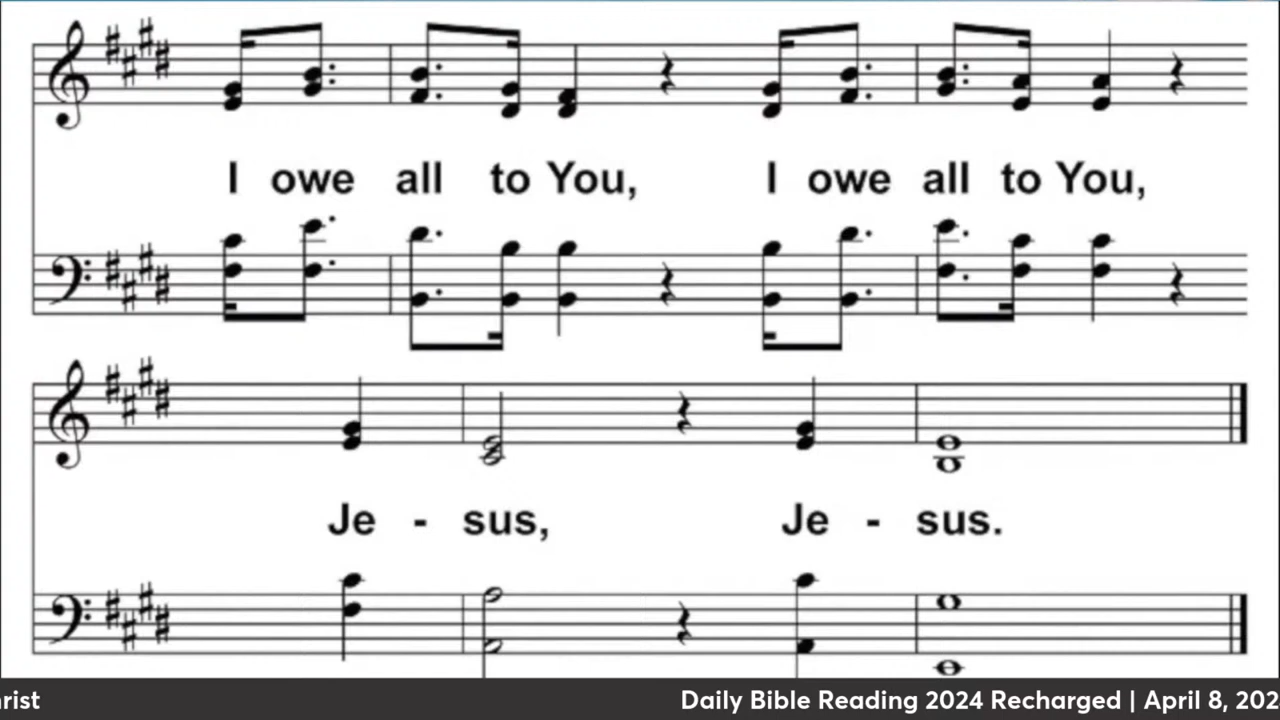 I owe all to You, I owe all to You,
Je - sus, Je - sus.
Daily Bible Reading 2024 Recharged | April 8, 202